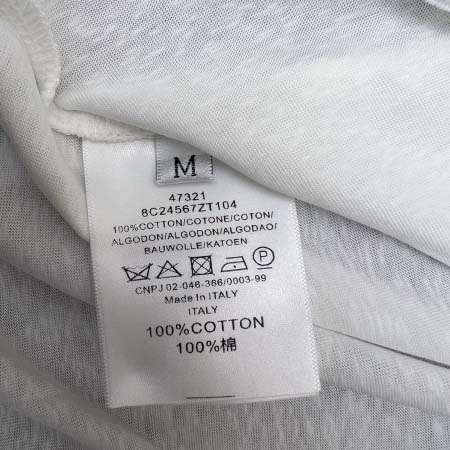 M
47321
8C24567ZT104
100%COTTON/COTONE/COTON/
ALGODON/ALGODON/ALGODAO/
BAUWOLLE/KATOEN
CNPJ 02-046-366/0003-99
Made In ITALY
ITALY
100%COTTON
100%棉